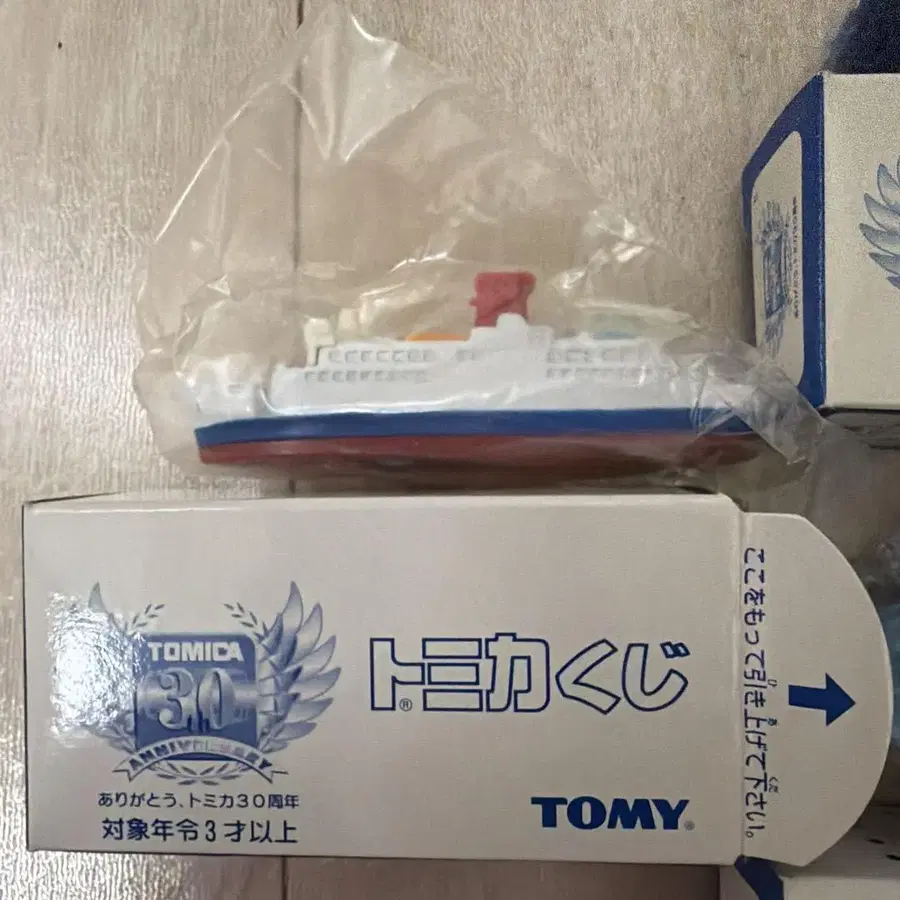 TOMICA
30
ANNIVERSARY
ありがとう、トミカ30周年
対象年令3才以上
トミカくじ
®
TOMY®
ここをもって引き上げて下さい。